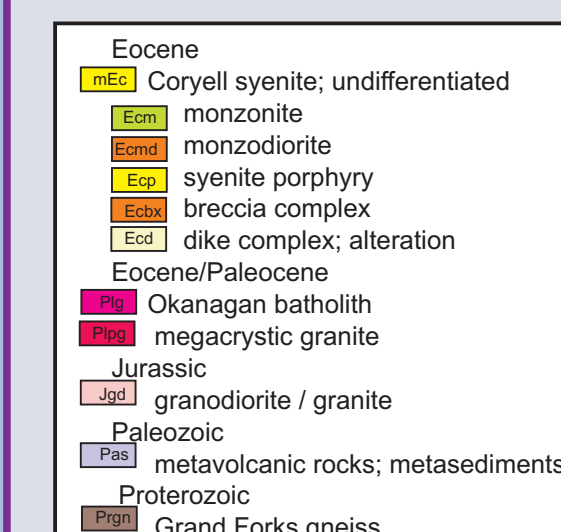 Eocene
mEc Coryell syenite; undifferentiated
Ecm monzonite
Ecmd monzodiorite
Ecp syenite porphyry
Ecbx breccia complex
Ecd dike complex; alteration
Eocene/Paleocene
Plg Okanagan batholith
Plpg megacrystic granite
Jurassic
Jgd granodiorite / granite
Paleozoic
Pas metavolcanic rocks; metasediments
Proterozoic
Prgn Grand Forks gneiss